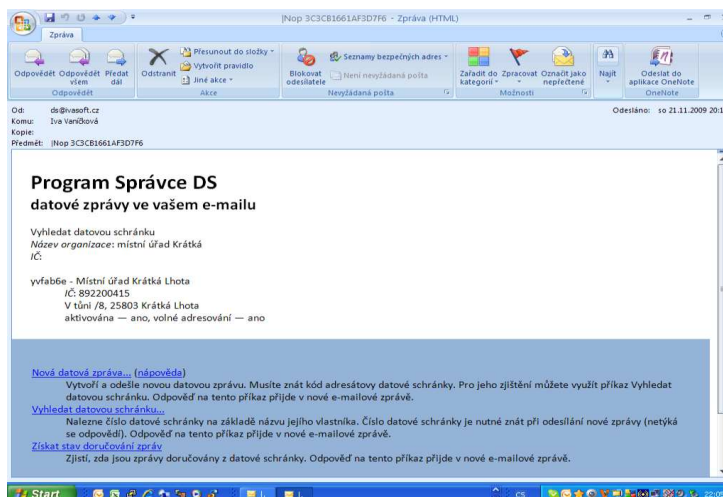 |Nop 3C3CB1661AF3D7F6 - Zpráva (HTML)
Zpráva
Odpovědět Odpovědět všem Předat dál
Odpovědět
Odstranit
Přesunout do složky
Vytvořit pravidlo
Jiné akce
Akce
Blokovat odesílatele
Seznamy bezpečných adres
Není nevyžádaná pošta
Nevyžádaná pošta
Zařadit do kategorií
Zpracovat
Označit jako nepřečtené
Možnosti
Najít
Odeslat do aplikace OneNote
OneNote
Od: ds@ivasoft.cz
Odesláno: so 21.11.2009 20:1
Komu: Iva Vaníčková
Kopie:
Předmět: |Nop 3C3CB1661AF3D7F6
Program Správce DS
datové zprávy ve vašem e-mailu
Vyhledat datovou schránku
Název organizace: místní úřad Krátká
IČ:
yvfab6e - Místní úřad Krátká Lhota
IČ: 892200415
V tůni /8, 25803 Krátká Lhota
aktivována — ano, volné adresování — ano
Nová datová zpráva... (nápověda)
Vytvoří a odešle novou datovou zprávu. Musíte znát kód adresátovy datové schránky. Pro jeho zjištění můžete využít příkaz Vyhledat
datovou schránku. Odpověď na tento příkaz přijde v nové e-mailové zprávě.
Vyhledat datovou schránku...
Nalezne číslo datové schránky na základě názvu jejího vlastníka. Číslo datové schránky je nutné znát při odesílání nové zprávy (netýká
se odpovědí). Odpověď na tento příkaz přijde v nové e-mailové zprávě.
Získat stav doručování zpráv
Zjistí, zda jsou zprávy doručovány z datové schránky. Odpověď na tento příkaz přijde v nové e-mailové zprávě.
Start
CS